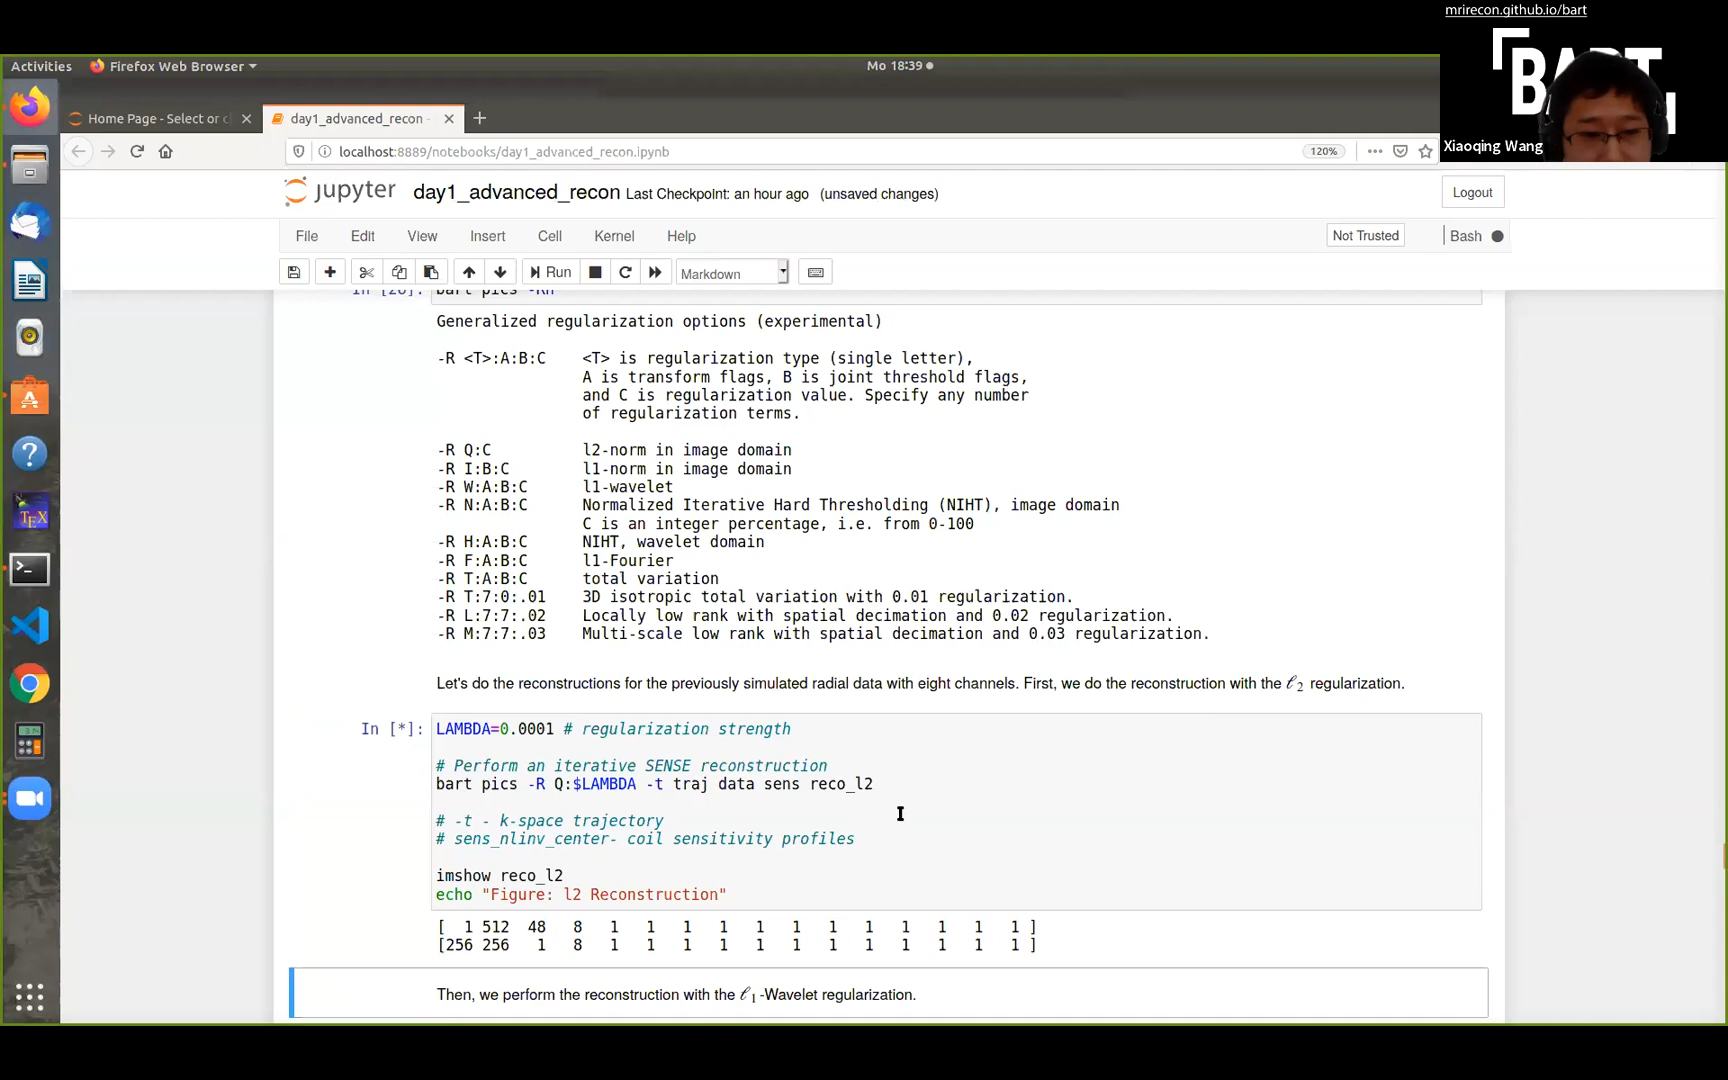 mrirecon.github.io/bart
Activities
Firefox Web Browser
Mo 18:39
Xiaoqing Wang
Home Page - Select or c
day1_advanced_recon -
localhost:8889/notebooks/day1_advanced_recon.ipynb
120%
jupyter
day1_advanced_recon Last Checkpoint: an hour ago (unsaved changes)
Logout
File Edit View Insert Cell Kernel Help
Not Trusted
Bash
Run
Markdown
In [26]: bart pics -Rh
Generalized regularization options (experimental)
-R <T>:A:B:C <T> is regularization type (single letter),
A is transform flags, B is joint threshold flags,
and C is regularization value. Specify any number
of regularization terms.
-R Q:C l2-norm in image domain
-R I:B:C l1-norm in image domain
-R W:A:B:C l1-wavelet
-R N:A:B:C Normalized Iterative Hard Thresholding (NIHT), image domain
C is an integer percentage, i.e. from 0-100
-R H:A:B:C NIHT, wavelet domain
-R F:A:B:C l1-Fourier
-R T:A:B:C total variation
-R T:7:0:.01 3D isotropic total variation with 0.01 regularization.
-R L:7:7:.02 Locally low rank with spatial decimation and 0.02 regularization.
-R M:7:7:.03 Multi-scale low rank with spatial decimation and 0.03 regularization.
Let's do the reconstructions for the previously simulated radial data with eight channels. First, we do the reconstruction with the ℓ2 regularization.
In [*]: LAMBDA=0.0001 # regularization strength
# Perform an iterative SENSE reconstruction
bart pics -R Q:$LAMBDA -t traj data sens reco_l2
# -t - k-space trajectory
# sens_nlinv_center- coil sensitivity profiles
imshow reco_l2
echo "Figure: l2 Reconstruction"
[ 1 512 48 8 1 1 1 1 1 1 1 1 1 1 1 1 ]
[256 256 1 8 1 1 1 1 1 1 1 1 1 1 1 1 ]
Then, we perform the reconstruction with the ℓ1-Wavelet regularization.